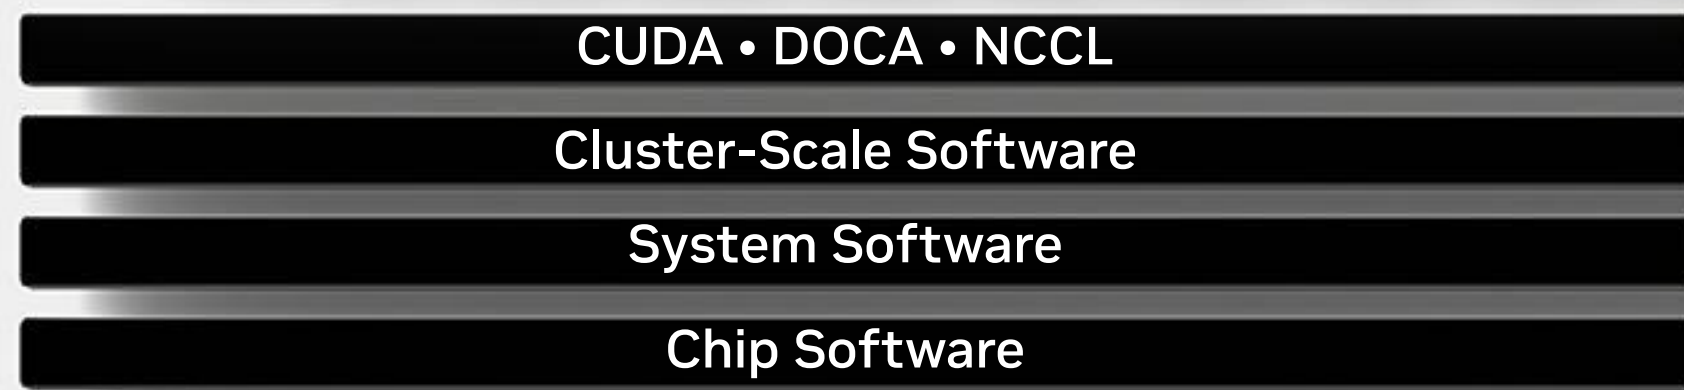 CUDA • DOCA • NCCL
Cluster-Scale Software
System Software
Chip Software